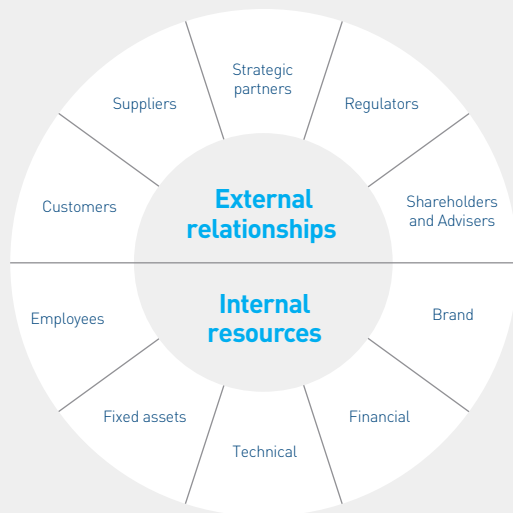 Strategic
partners
Suppliers
Regulators
Customers
External
relationships
Shareholders
and Advisers
Internal
resources
Employees
Brand
Fixed assets
Financial
Technical